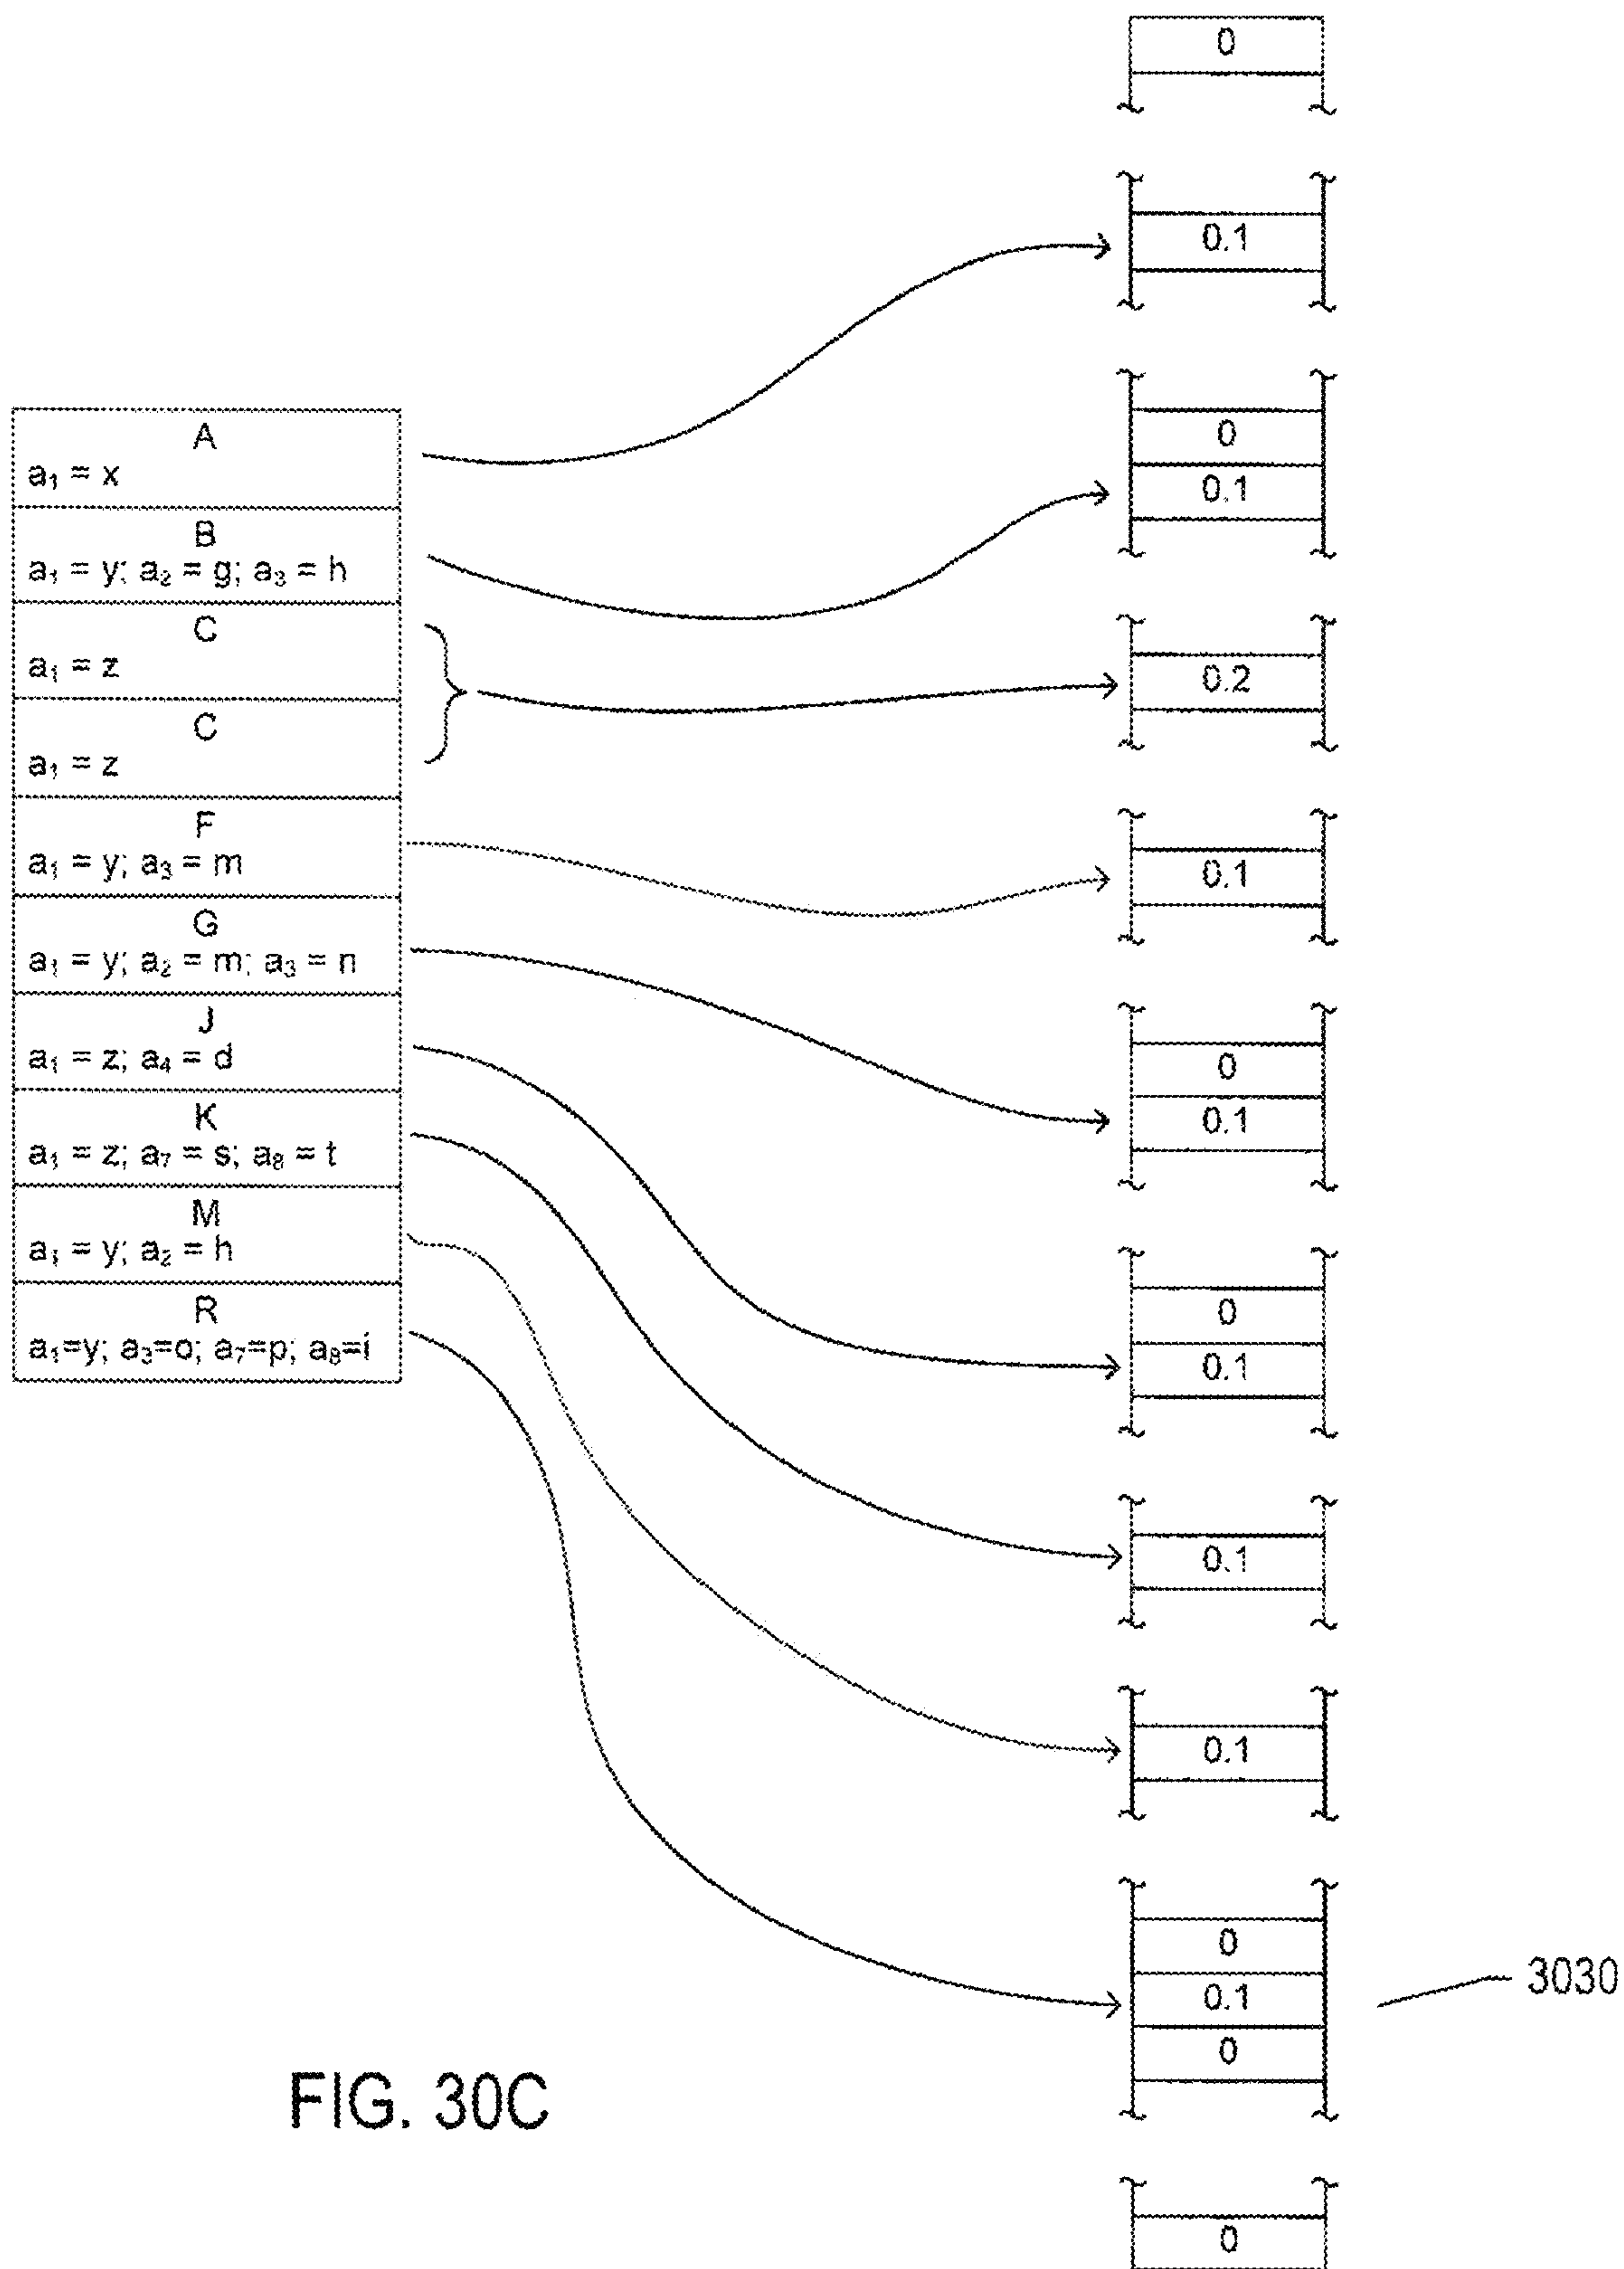 0
0.1
0
0.1
A
a₁ = x
B
a₁ = y; a₂ = g; a₃ = h
C
a₁ = z
C
a₁ = z
F
a₁ = y; a₃ = m
G
a₁ = y; a₂ = m; a₃ = n
J
a₁ = z; a₄ = d
K
a₁ = z; a₇ = s; a₈ = t
M
a₁ = y; a₂ = h
R
a₁=y; a₃=o; a₇=p; a₈=i
0.2
0.1
0
0.1
0
0.1
0.1
0.1
0
0.1
0
3030
FIG. 30C
0